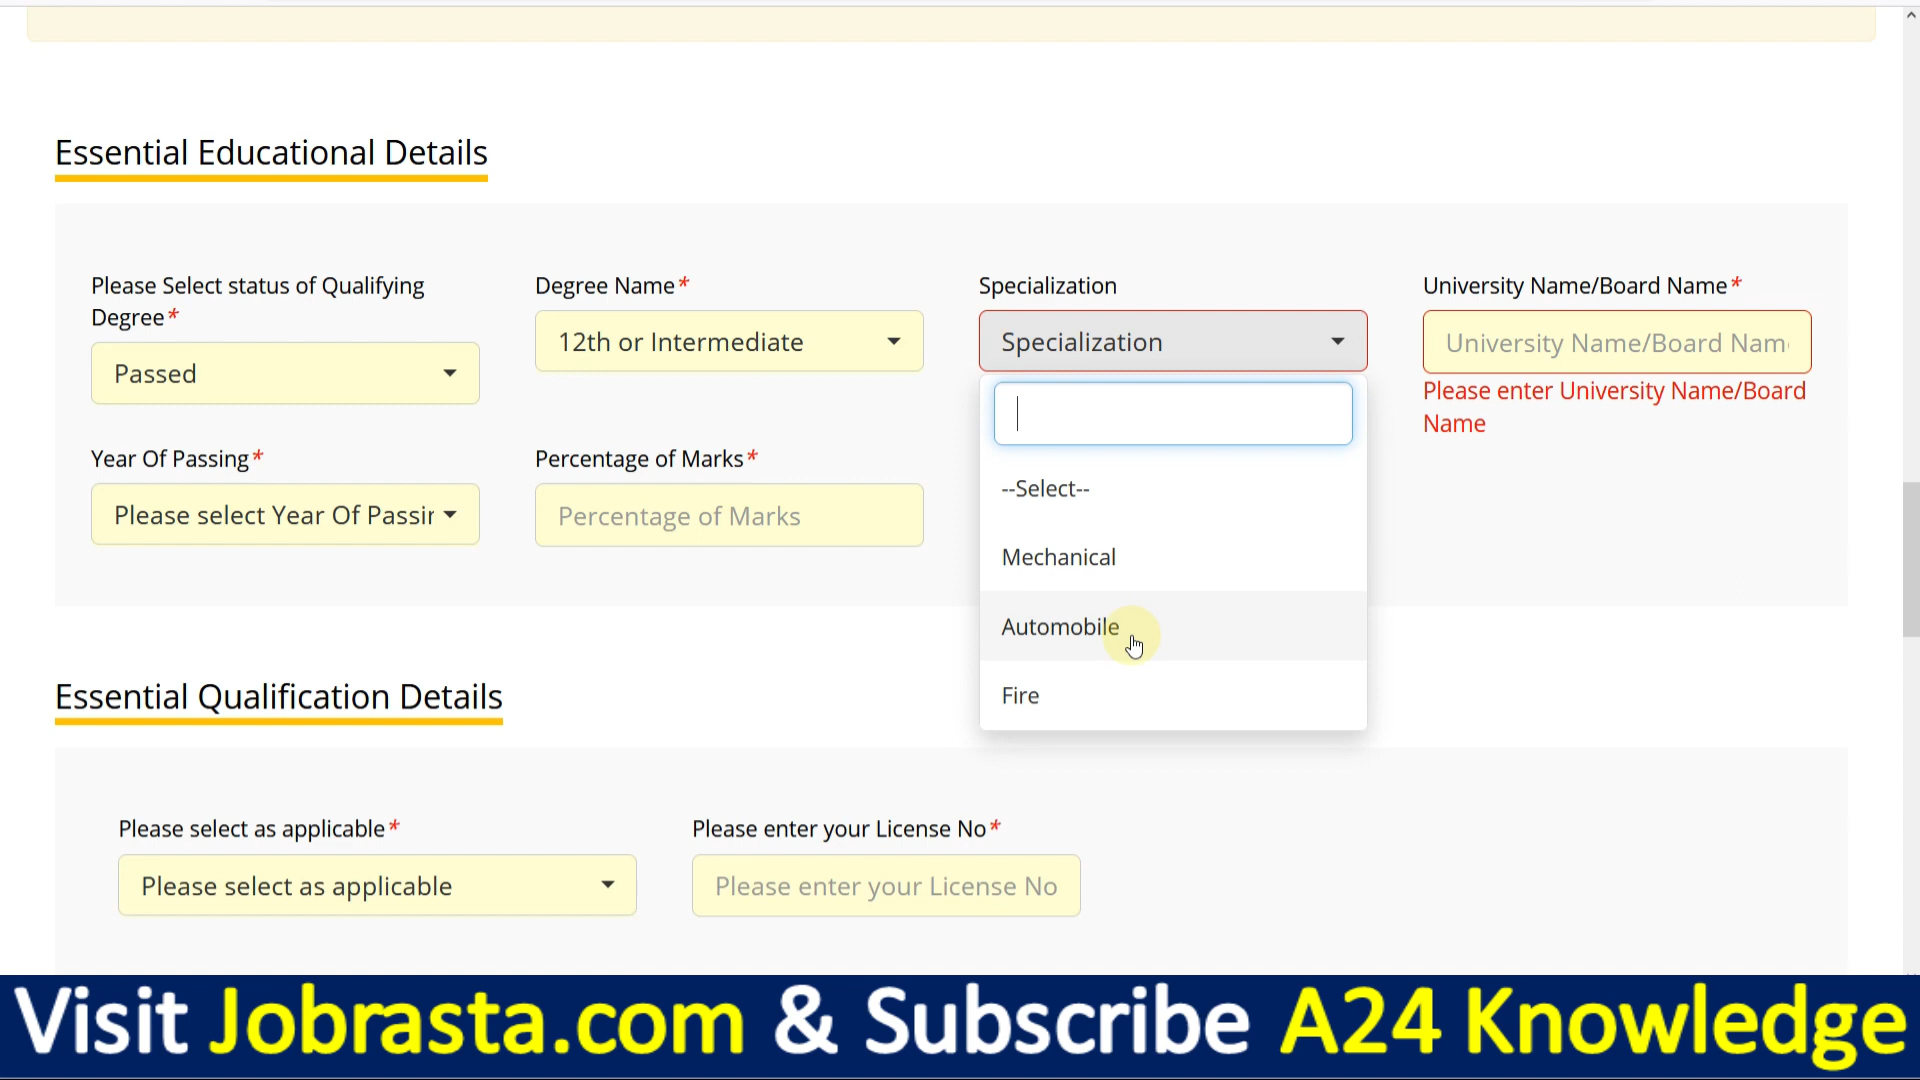 Essential Educational Details
Please Select status of Qualifying
Degree*
Passed
Degree Name*
12th or Intermediate
Specialization
Specialization
--Select--
Mechanical
Automobile
Fire
University Name/Board Name*
University Name/Board Nam
Please enter University Name/Board
Name
Year Of Passing*
Please select Year Of Passin
Percentage of Marks*
Percentage of Marks
Essential Qualification Details
Please select as applicable*
Please select as applicable
Please enter your License No*
Please enter your License No
Visit Jobrasta.com & Subscribe A24 Knowledge